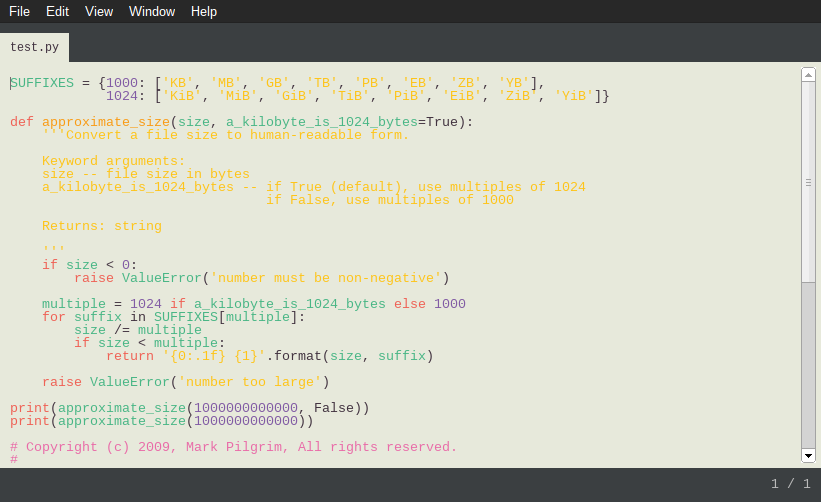 File Edit View Window Help
test.py
SUFFIXES = {1000: ['KB', 'MB', 'GB', 'TB', 'PB', 'EB', 'ZB', 'YB'],
            1024: ['KiB', 'MiB', 'GiB', 'TiB', 'PiB', 'EiB', 'ZiB', 'YiB']}
def approximate_size(size, a_kilobyte_is_1024_bytes=True):
    '''Convert a file size to human-readable form.
    Keyword arguments:
    size -- file size in bytes
    a_kilobyte_is_1024_bytes -- if True (default), use multiples of 1024
                                if False, use multiples of 1000
    Returns: string
    '''
    if size < 0:
        raise ValueError('number must be non-negative')
    multiple = 1024 if a_kilobyte_is_1024_bytes else 1000
    for suffix in SUFFIXES[multiple]:
        size /= multiple
        if size < multiple:
            return '{0:.1f} {1}'.format(size, suffix)
    raise ValueError('number too large')
print(approximate_size(1000000000000, False))
print(approximate_size(1000000000000))
# Copyright (c) 2009, Mark Pilgrim, All rights reserved.
#
1 / 1